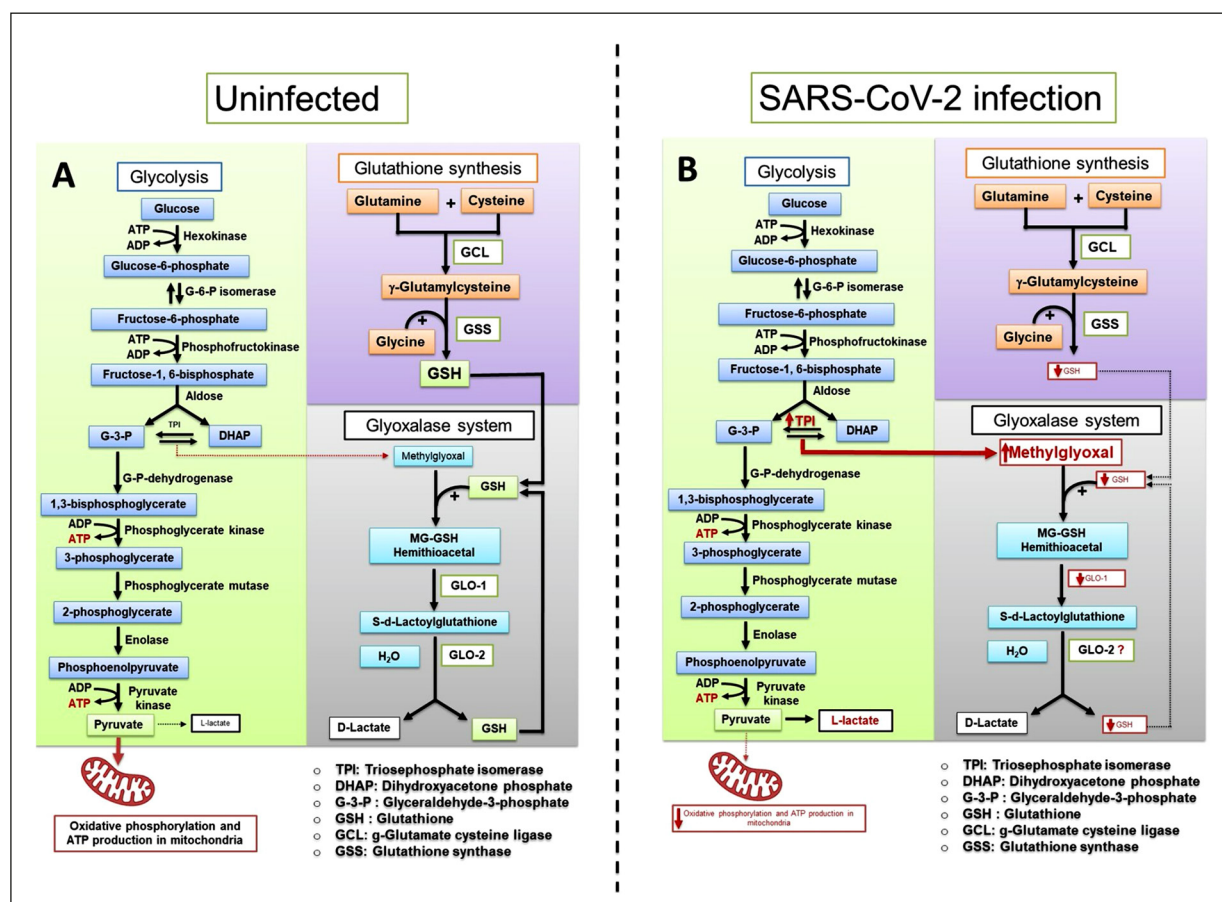 Uninfected
A
Glycolysis
Glucose
ATP
ADP
Hexokinase
Glucose-6-phosphate
G-6-P isomerase
Fructose-6-phosphate
ATP
ADP
Phosphofructokinase
Fructose-1, 6-bisphosphate
Aldose
G-3-P
TPI
DHAP
G-P-dehydrogenase
1,3-bisphosphoglycerate
ADP
ATP
Phosphoglycerate kinase
3-phosphoglycerate
Phosphoglycerate mutase
2-phosphoglycerate
Enolase
Phosphoenolpyruvate
ADP
ATP
Pyruvate
kinase
Pyruvate
L-lactate
Oxidative phosphorylation and
ATP production in mitochondria
Glutathione synthesis
Glutamine + Cysteine
GCL
γ-Glutamylcysteine
+
Glycine
GSS
GSH
Glyoxalase system
Methylglyoxal
+
GSH
MG-GSH
Hemithioacetal
GLO-1
S-d-Lactoylglutathione
H₂O
GLO-2
D-Lactate
GSH
o TPI: Triosephosphate isomerase
o DHAP: Dihydroxyacetone phosphate
o G-3-P : Glyceraldehyde-3-phosphate
o GSH : Glutathione
o GCL: g-Glutamate cysteine ligase
o GSS: Glutathione synthase
SARS-CoV-2 infection
B
Glycolysis
Glucose
ATP
ADP
Hexokinase
Glucose-6-phosphate
G-6-P isomerase
Fructose-6-phosphate
ATP
ADP
Phosphofructokinase
Fructose-1, 6-bisphosphate
Aldose
G-3-P
TPI
DHAP
G-P-dehydrogenase
1,3-bisphosphoglycerate
ADP
ATP
Phosphoglycerate kinase
3-phosphoglycerate
Phosphoglycerate mutase
2-phosphoglycerate
Enolase
Phosphoenolpyruvate
ADP
ATP
Pyruvate
kinase
Pyruvate
L-lactate
Oxidative phosphorylation and ATP production in
mitochondria
Glutathione synthesis
Glutamine + Cysteine
GCL
γ-Glutamylcysteine
+
Glycine
GSS
GSH
Glyoxalase system
Methylglyoxal
+
GSH
MG-GSH
Hemithioacetal
GLO-1
S-d-Lactoylglutathione
H₂O
GLO-2 ?
D-Lactate
GSH
o TPI: Triosephosphate isomerase
o DHAP: Dihydroxyacetone phosphate
o G-3-P : Glyceraldehyde-3-phosphate
o GSH : Glutathione
o GCL: g-Glutamate cysteine ligase
o GSS: Glutathione synthase